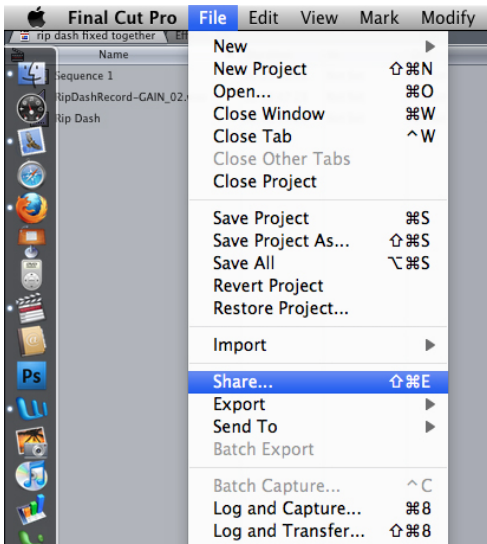 Final Cut Pro File Edit View Mark Modify
rip dash fixed together Eff
Name
Sequence 1
RipDashRecord-GAIN_02.
Rip Dash
New
New Project ⇧⌘N
Open... ⌘O
Close Window ⌘W
Close Tab ^W
Close Other Tabs
Close Project
Save Project ⌘S
Save Project As... ⇧⌘S
Save All ⌥⌘S
Revert Project
Restore Project...
Import
Share... ⇧⌘E
Export
Send To
Batch Export
Batch Capture... ^C
Log and Capture... ⌘8
Log and Transfer... ⇧⌘8
Ps